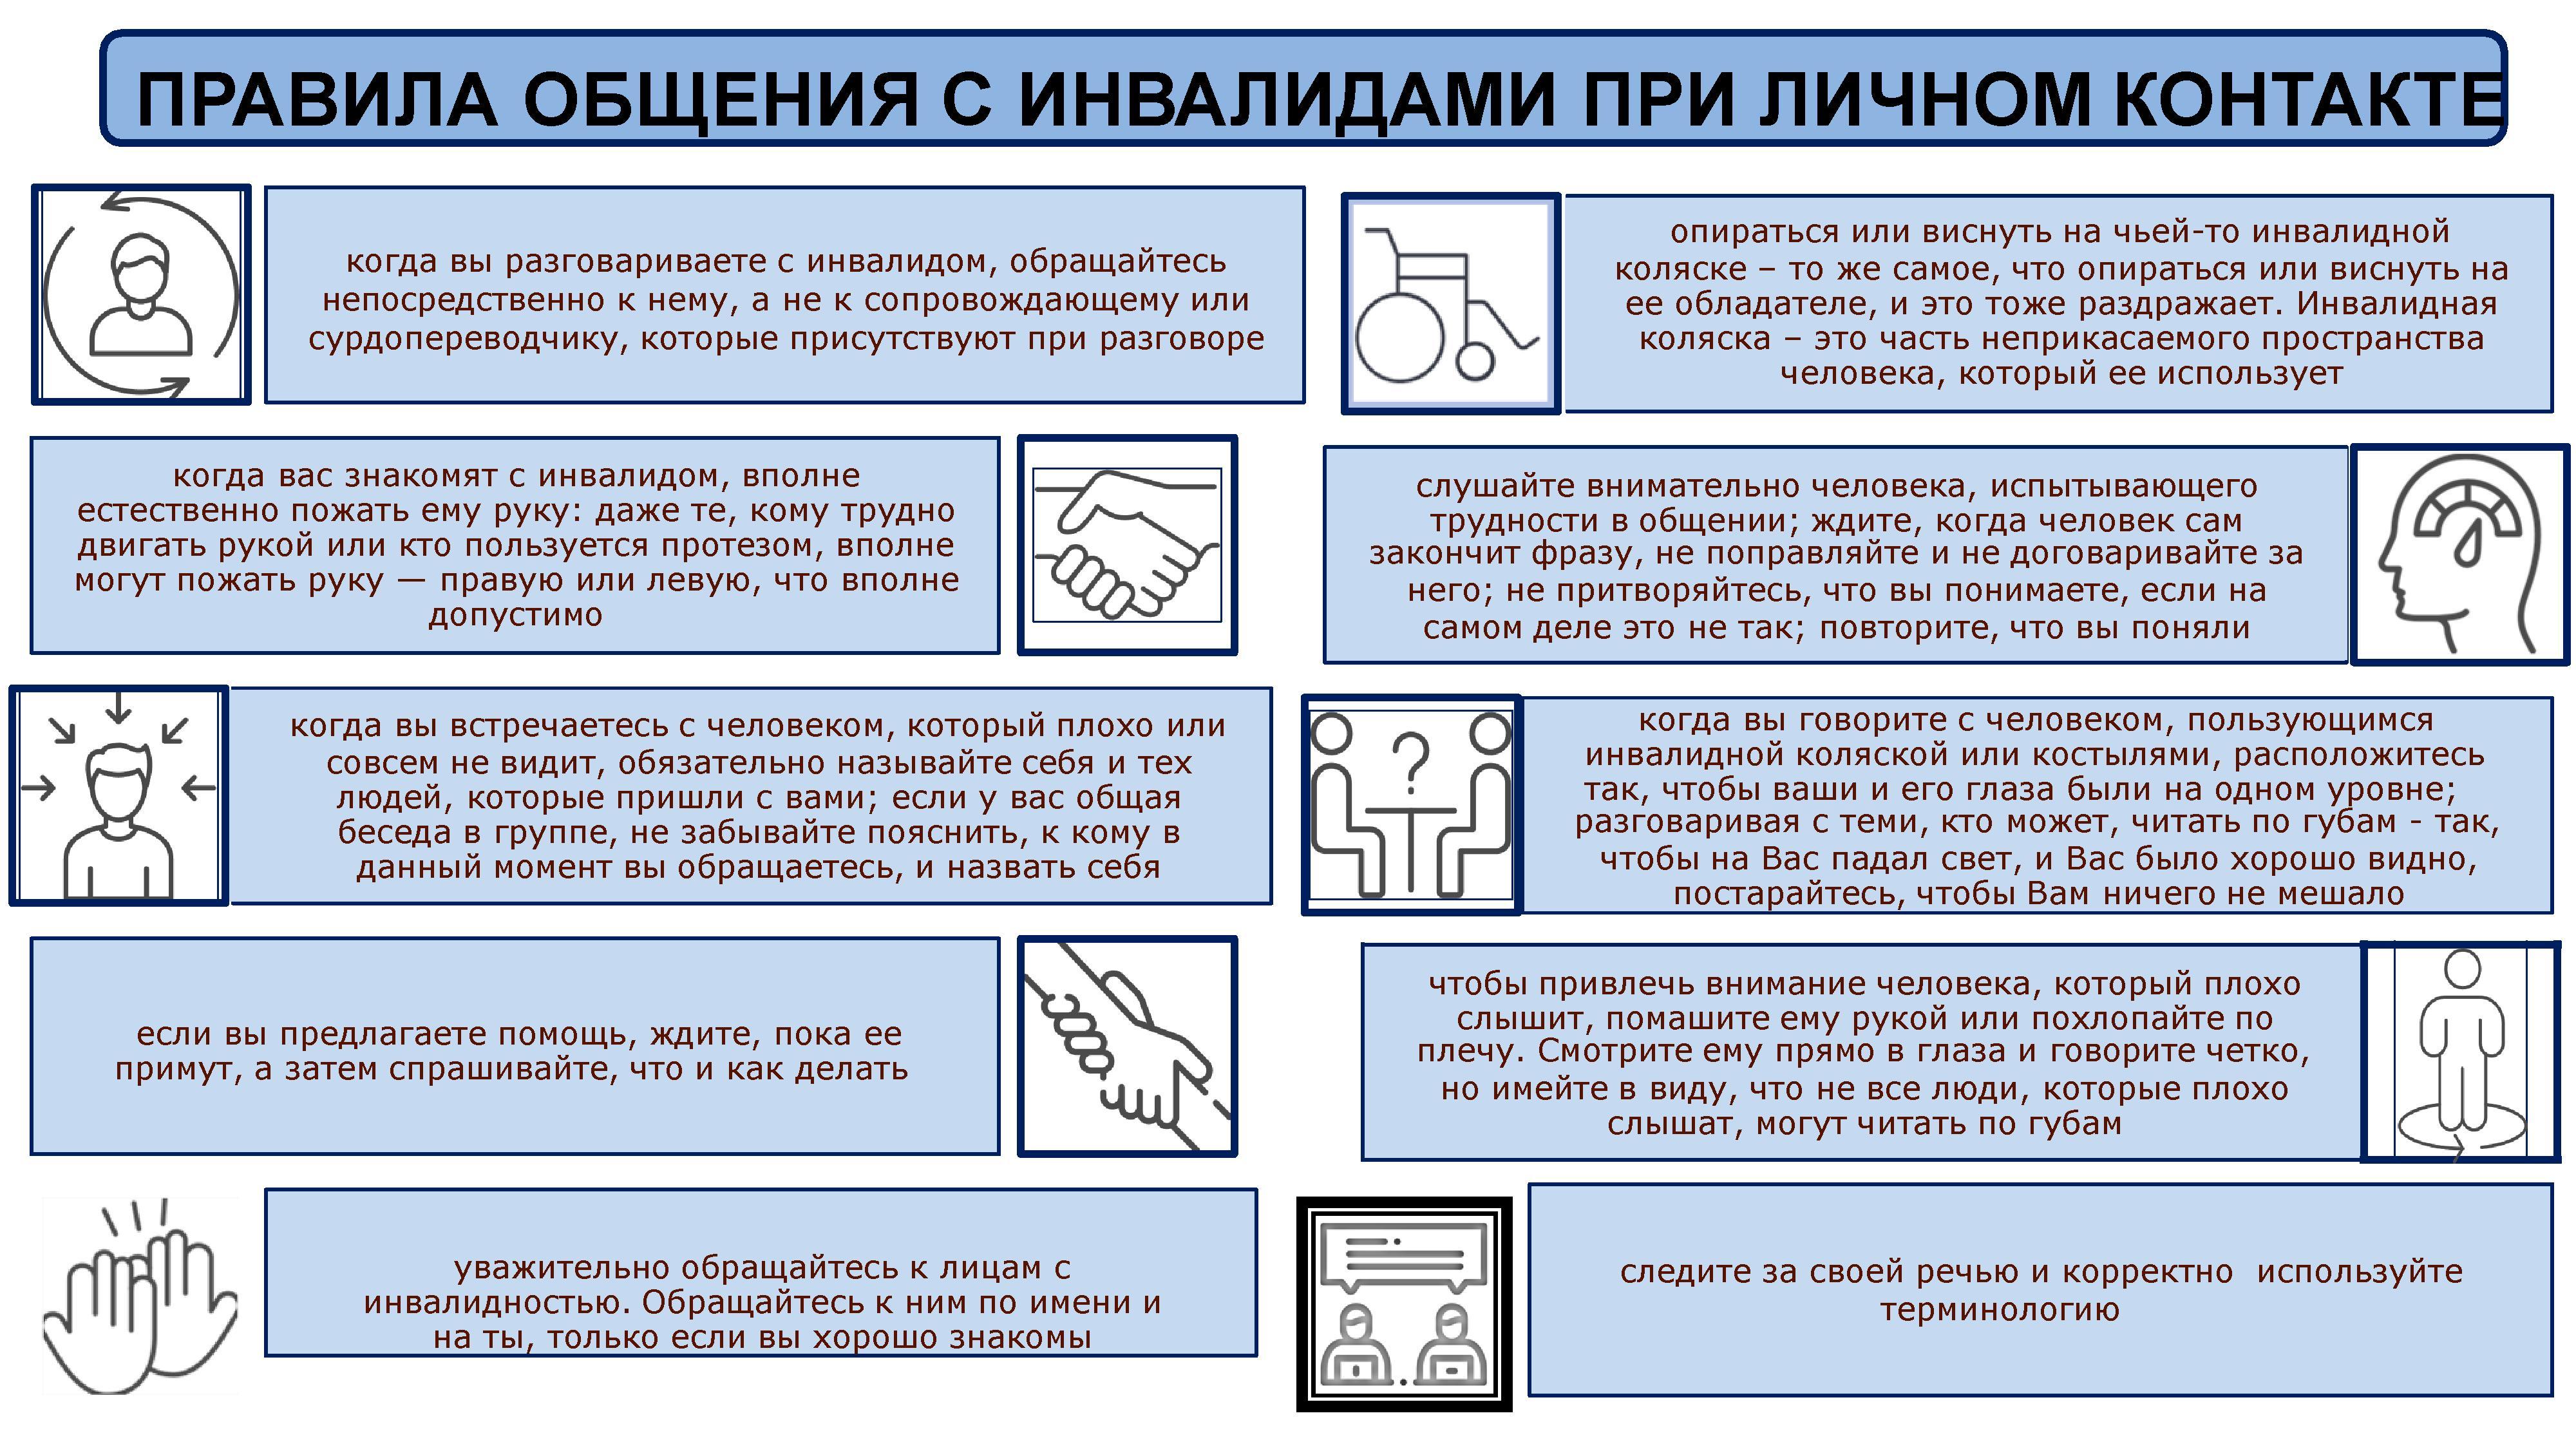 ПРАВИЛА ОБЩЕНИЯ С ИНВАЛИДАМИ ПРИ ЛИЧНОМ КОНТАКТЕ
когда вы разговариваете с инвалидом, обращайтесь
непосредственно к нему, а не к сопровождающему или
сурдопереводчику, которые присутствуют при разговоре
когда вас знакомят с инвалидом, вполне
естественно пожать ему руку: даже те, кому трудно
двигать рукой или кто пользуется протезом, вполне
могут пожать руку — правую или левую, что вполне
допустимо
когда вы встречаетесь с человеком, который плохо или
совсем не видит, обязательно называйте себя и тех
людей, которые пришли с вами; если у вас общая
беседа в группе, не забывайте пояснить, к кому в
данный момент вы обращаетесь, и назвать себя
если вы предлагаете помощь, ждите, пока ее
примут, а затем спрашивайте, что и как делать
уважительно обращайтесь к лицам с
инвалидностью. Обращайтесь к ним по имени и
на ты, только если вы хорошо знакомы
опираться или виснуть на чьей-то инвалидной
коляске – то же самое, что опираться или виснуть на
ее обладателе, и это тоже раздражает. Инвалидная
коляска – это часть неприкасаемого пространства
человека, который ее использует
слушайте внимательно человека, испытывающего
трудности в общении; ждите, когда человек сам
закончит фразу, не поправляйте и не договаривайте за
него; не притворяйтесь, что вы понимаете, если на
самом деле это не так; повторите, что вы поняли
когда вы говорите с человеком, пользующимся
инвалидной коляской или костылями, расположитесь
так, чтобы ваши и его глаза были на одном уровне;
разговаривая с теми, кто может, читать по губам - так,
чтобы на Вас падал свет, и Вас было хорошо видно,
постарайтесь, чтобы Вам ничего не мешало
чтобы привлечь внимание человека, который плохо
слышит, помашите ему рукой или похлопайте по
плечу. Смотрите ему прямо в глаза и говорите четко,
но имейте в виду, что не все люди, которые плохо
слышат, могут читать по губам
следите за своей речью и корректно  используйте
терминологию